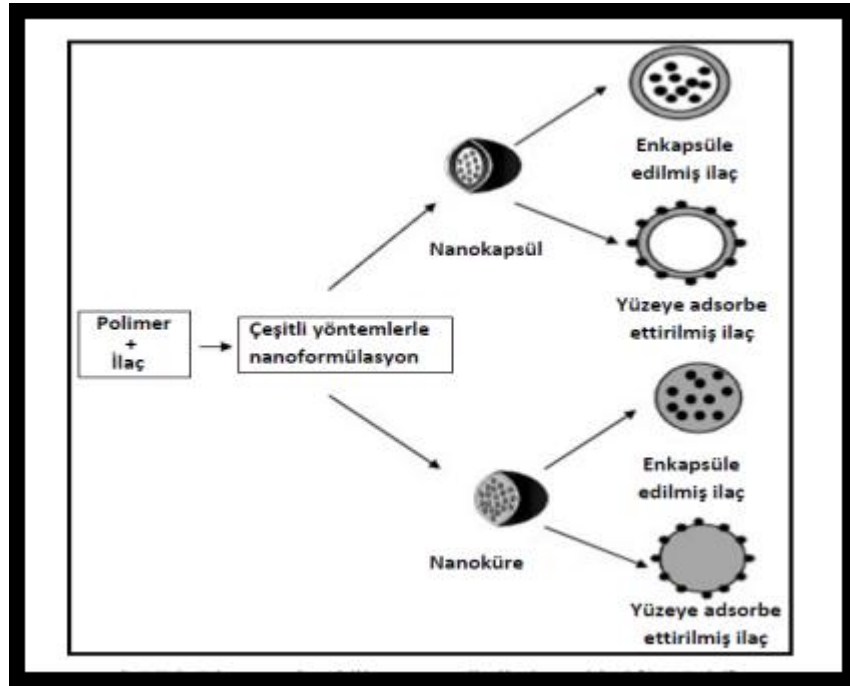 Enkapsüle
edilmiş ilaç
Nanokapsül
Yüzeye adsorbe
ettirilmiş ilaç
Polimer
+
İlaç
Çeşitli yöntemlerle
nanoformülasyon
Enkapsüle
edilmiş ilaç
Nanoküre
Yüzeye adsorbe
ettirilmiş ilaç